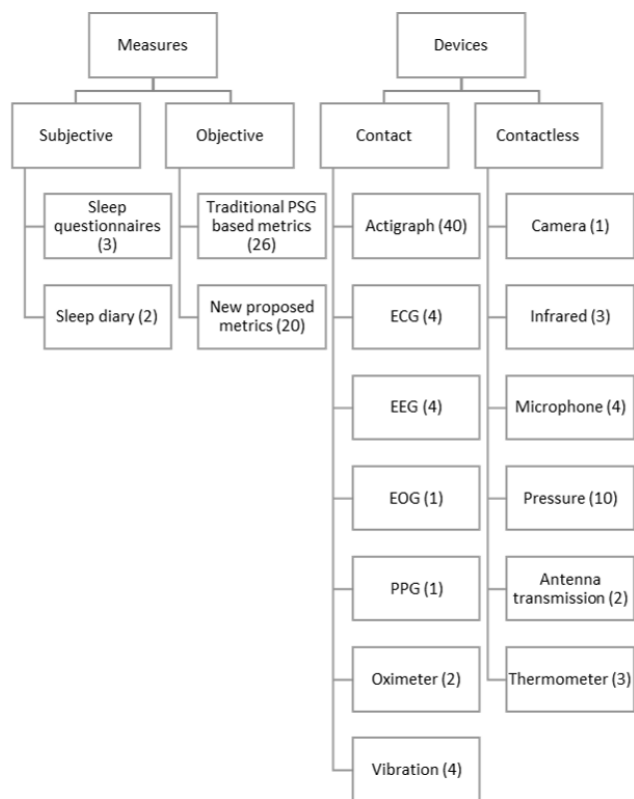 Measures
Devices
Subjective
Objective
Contact
Contactless
Sleep
questionnaires
(3)
Traditional PSG
based metrics
(26)
Actigraph (40)
Camera (1)
Sleep diary (2)
New proposed
metrics (20)
ECG (4)
Infrared (3)
EEG (4)
Microphone (4)
EOG (1)
Pressure (10)
PPG (1)
Antenna
transmission (2)
Oximeter (2)
Thermometer (3)
Vibration (4)